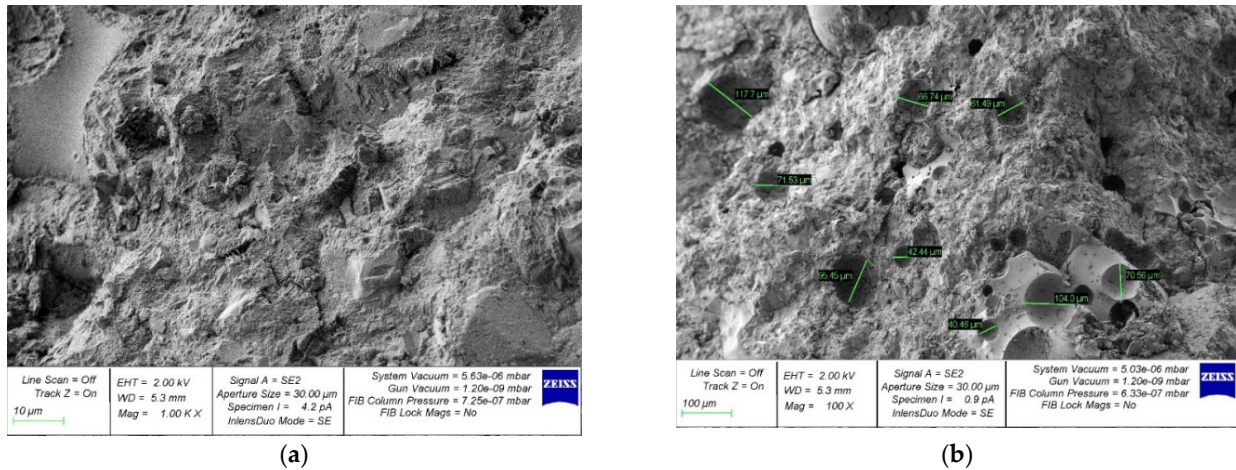 117.7 µm
66.74 µm
61.49 µm
71.53 µm
42.44 µm
95.45 µm
70.56 µm
104.0 µm
40.46 µm
Line Scan = Off
Track Z = On
10 µm
EHT = 2.00 kV
WD = 5.3 mm
Mag = 1.00 K X
Signal A = SE2
Aperture Size = 30.00 µm
Specimen I = 4.2 pA
InlensDuo Mode = SE
System Vacuum = 5.63e-06 mbar
Gun Vacuum = 1.20e-09 mbar
FIB Column Pressure = 7.25e-07 mbar
FIB Lock Mags = No
ZEISS
Line Scan = Off
Track Z = On
100 µm
EHT = 2.00 kV
WD = 5.3 mm
Mag = 100 X
Signal A = SE2
Aperture Size = 30.00 µm
Specimen I = 0.9 pA
InlensDuo Mode = SE
System Vacuum = 5.03e-06 mbar
Gun Vacuum = 1.20e-09 mbar
FIB Column Pressure = 6.33e-07 mbar
FIB Lock Mags = No
ZEISS
(a)
(b)